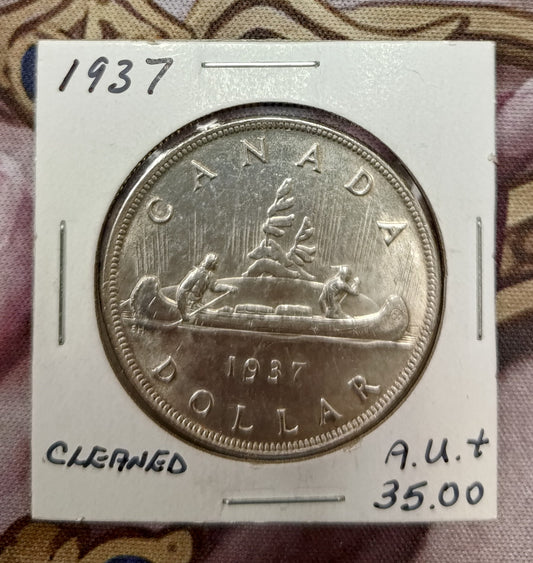 1937
CANADA
1937
DOLLAR
CLEANED
A.U.+
35.00